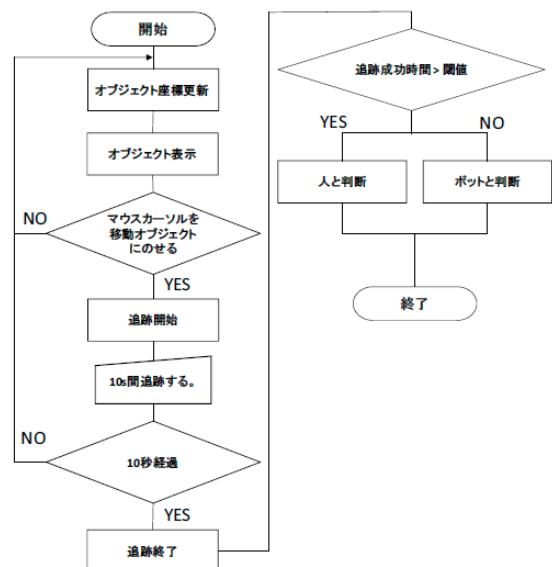 開始
オブジェクト座標更新
オブジェクト表示
マウスカーソルを
移動オブジェクト
にのせる
NO
YES
追跡開始
10s間追跡する。
NO
10秒経過
YES
追跡終了
追跡成功時間 > 閾値
YES
NO
人と判断
ボットと判断
終了